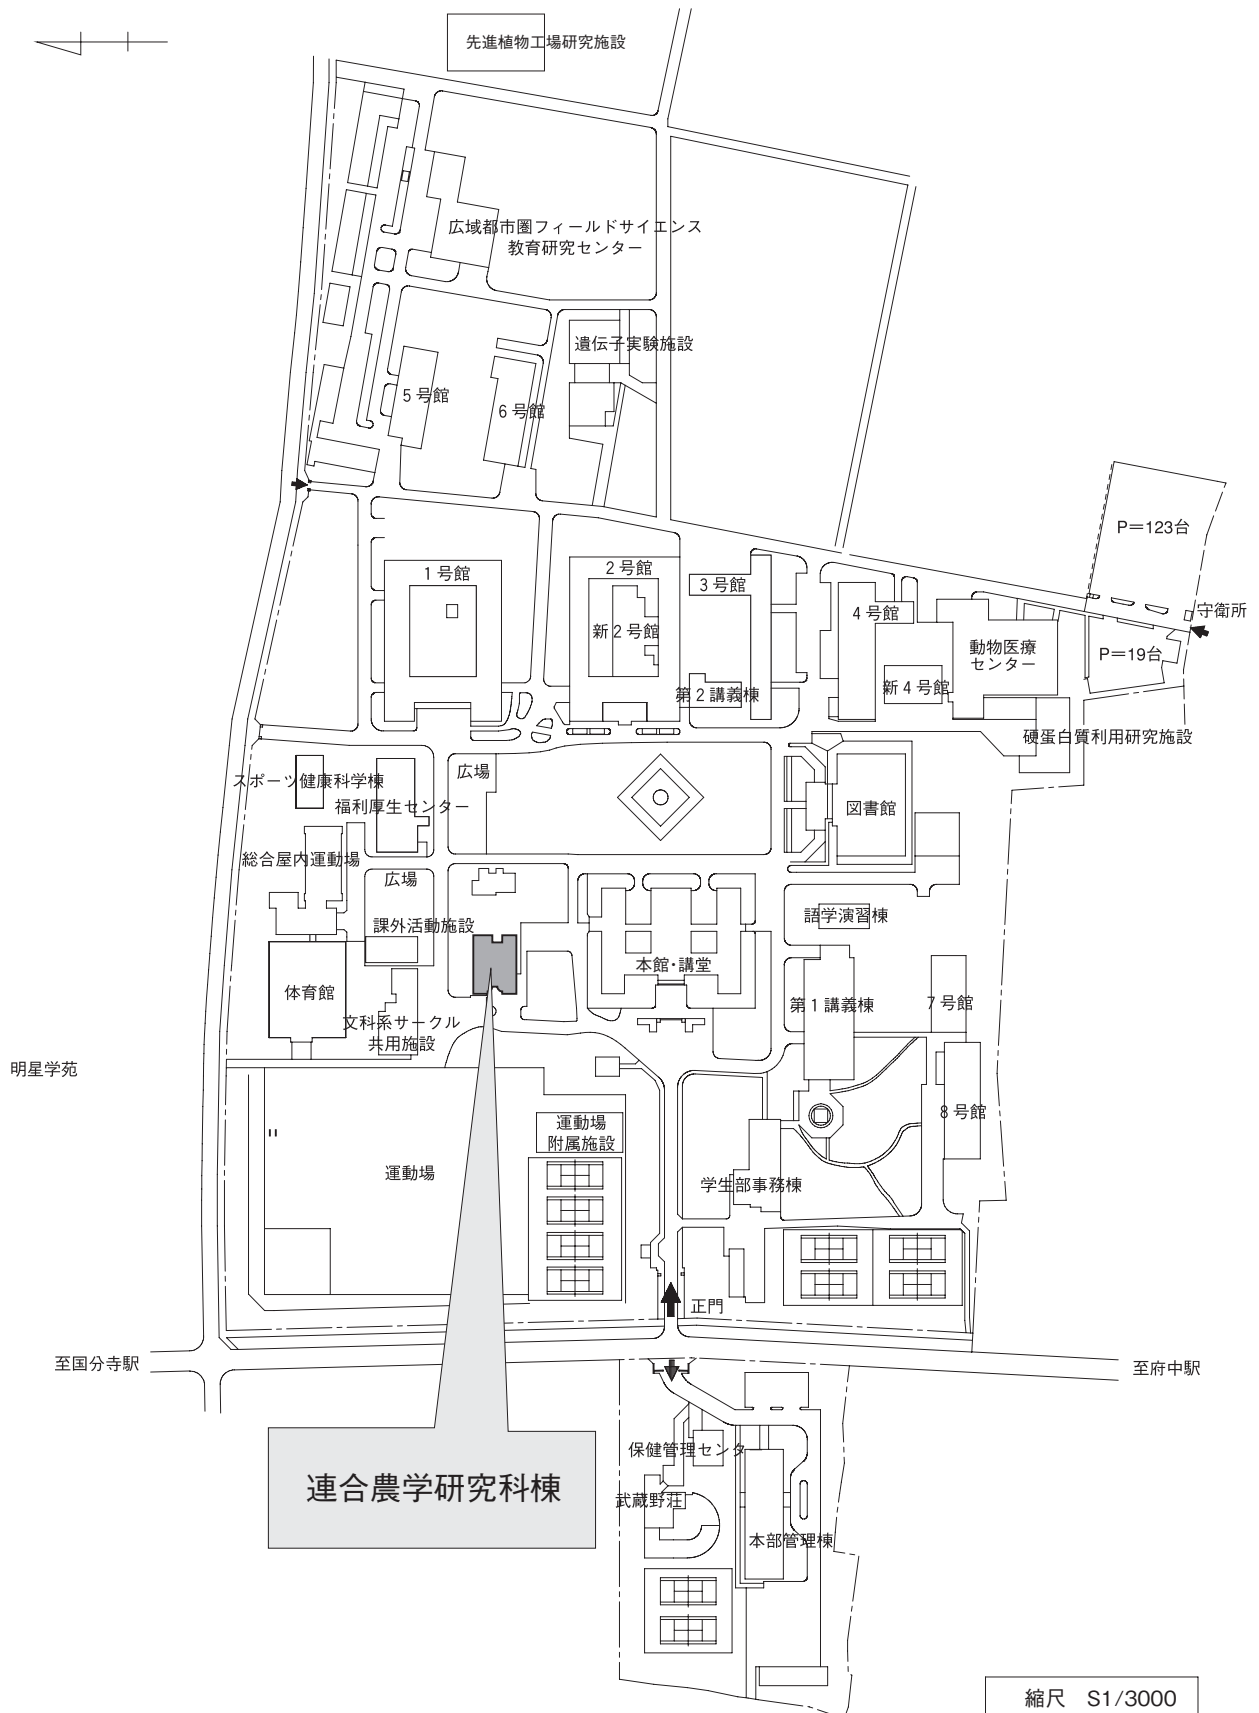 先進植物工場研究施設
広域都市圏フィールドサイエンス
教育研究センター
遺伝子実験施設
5号館
6号館
P=123台
1号館
2号館
3号館
4号館
守衛所
新2号館
動物医療
センター
P=19台
第2講義棟
新4号館
硬蛋白質利用研究施設
スポーツ健康科学棟
広場
福利厚生センター
図書館
総合屋内運動場
広場
課外活動施設
語学演習棟
本館・講堂
体育館
第1講義棟
7号館
文科系サークル
共用施設
明星学苑
8号館
運動場
附属施設
運動場
学生部事務棟
正門
至国分寺駅
至府中駅
保健管理センター
連合農学研究科棟
武蔵野荘
本部管理棟
縮尺 S1/3000